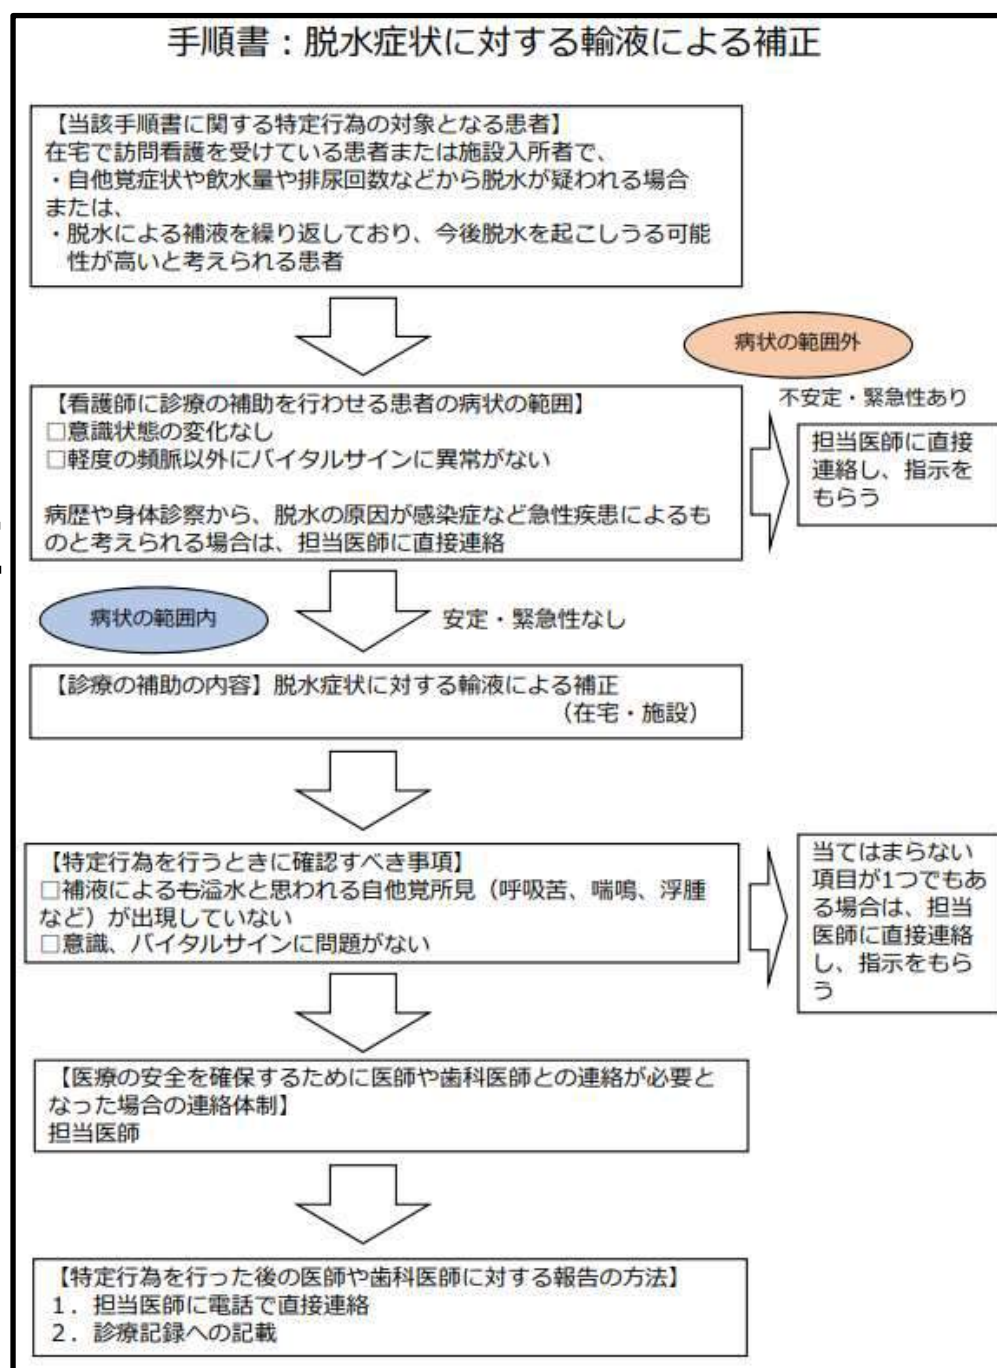 手順書：脱水症状に対する輸液による補正
【当該手順書に関する特定行為の対象となる患者】
在宅で訪問看護を受けている患者または施設入所者で、
・自他覚症状や飲水量や排尿回数などから脱水が疑われる場合
または、
・脱水による補液を繰り返しており、今後脱水を起こしうる可能
性が高いと考えられる患者
病状の範囲外
【看護師に診療の補助を行わせる患者の病状の範囲】
□意識状態の変化なし
□軽度の頻脈以外にバイタルサインに異常がない
病歴や身体診察から、脱水の原因が感染症など急性疾患によるも
のと考えられる場合は、担当医師に直接連絡
不安定・緊急性あり
担当医師に直接
連絡し、指示を
もらう
病状の範囲内
安定・緊急性なし
【診療の補助の内容】脱水症状に対する輸液による補正
（在宅・施設）
【特定行為を行うときに確認すべき事項】
□補液によるも溢水と思われる自他覚所見（呼吸苦、喘鳴、浮腫
など）が出現していない
□意識、バイタルサインに問題がない
当てはまらない
項目が1つでもあ
る場合は、担当
医師に直接連絡
し、指示をもら
う
【医療の安全を確保するために医師や歯科医師との連絡が必要と
なった場合の連絡体制】
担当医師
【特定行為を行った後の医師や歯科医師に対する報告の方法】
１．担当医師に電話で直接連絡
２．診療記録への記載